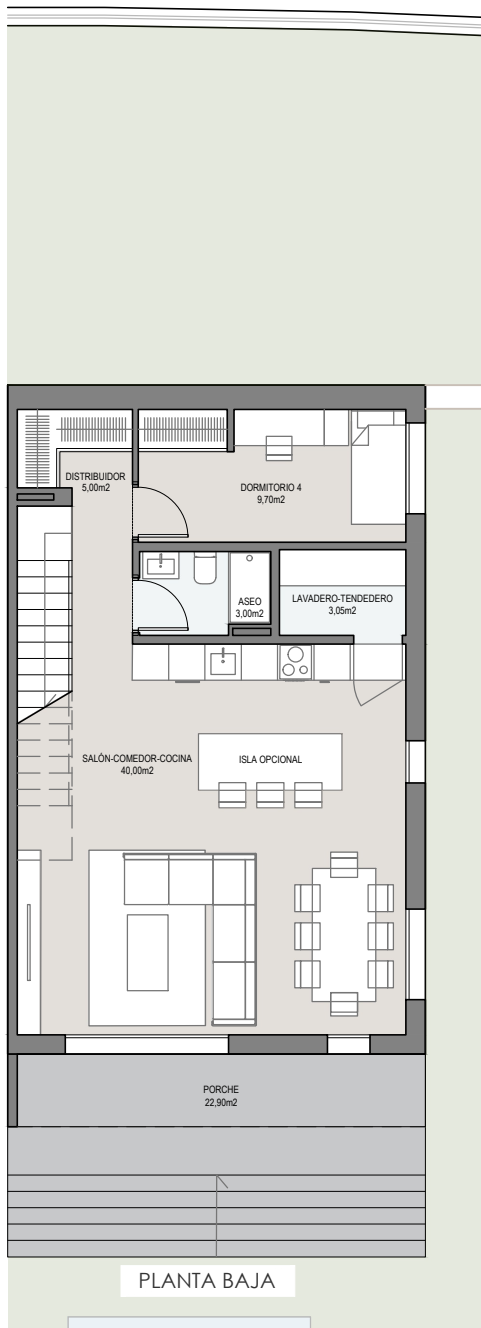 DISTRIBUIDOR
5,00m2
DORMITORIO 4
9,70m2
ASEO
3,00m2
LAVADERO-TENDEDERO
3,05m2
SALÓN-COMEDOR-COCINA
40,00m2
ISLA OPCIONAL
PORCHE
22,90m2
PLANTA BAJA